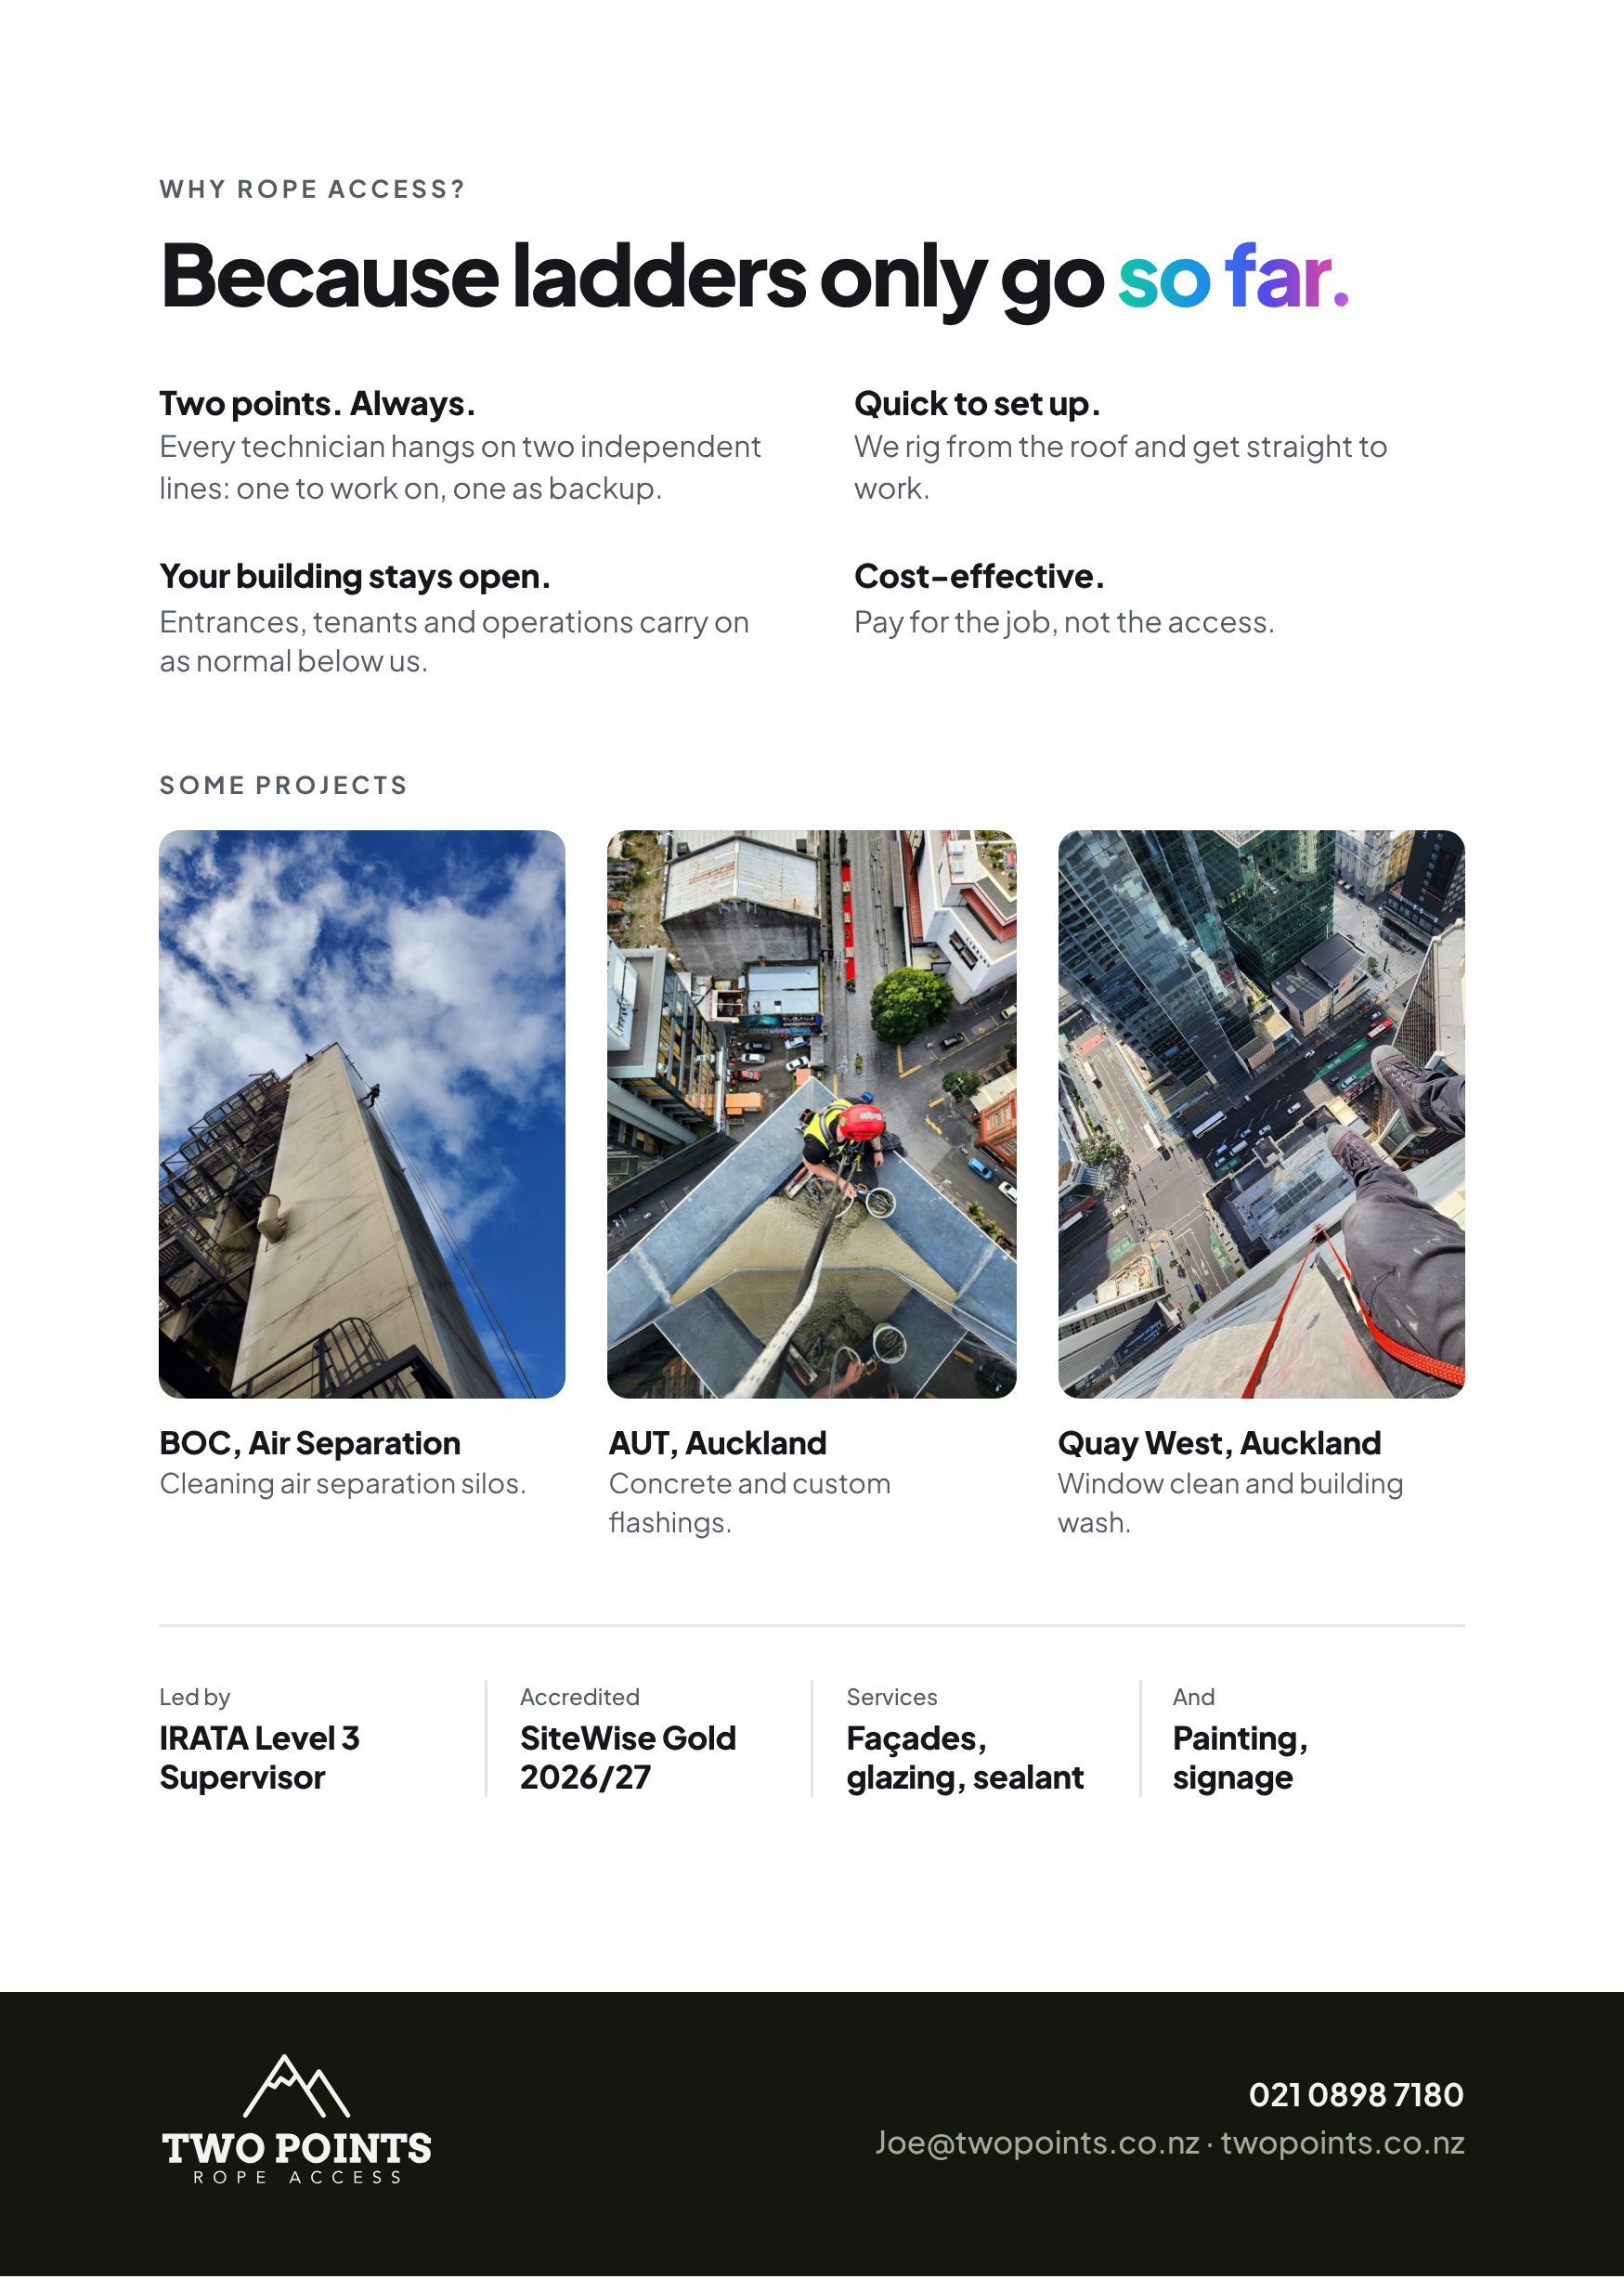 WHY ROPE ACCESS?
Because ladders only go so far.
Two points. Always.
Every technician hangs on two independent
lines: one to work on, one as backup.
Quick to set up.
We rig from the roof and get straight to
work.
Your building stays open.
Entrances, tenants and operations carry on
as normal below us.
Cost-effective.
Pay for the job, not the access.
SOME PROJECTS
BOC, Air Separation
Cleaning air separation silos.
AUT, Auckland
Concrete and custom
flashings.
Quay West, Auckland
Window clean and building
wash.
Led by
IRATA Level 3
Supervisor
Accredited
SiteWise Gold
2026/27
Services
Façades,
glazing, sealant
And
Painting,
signage
TWO POINTS
ROPE ACCESS
021 0898 7180
Joe@twopoints.co.nz · twopoints.co.nz